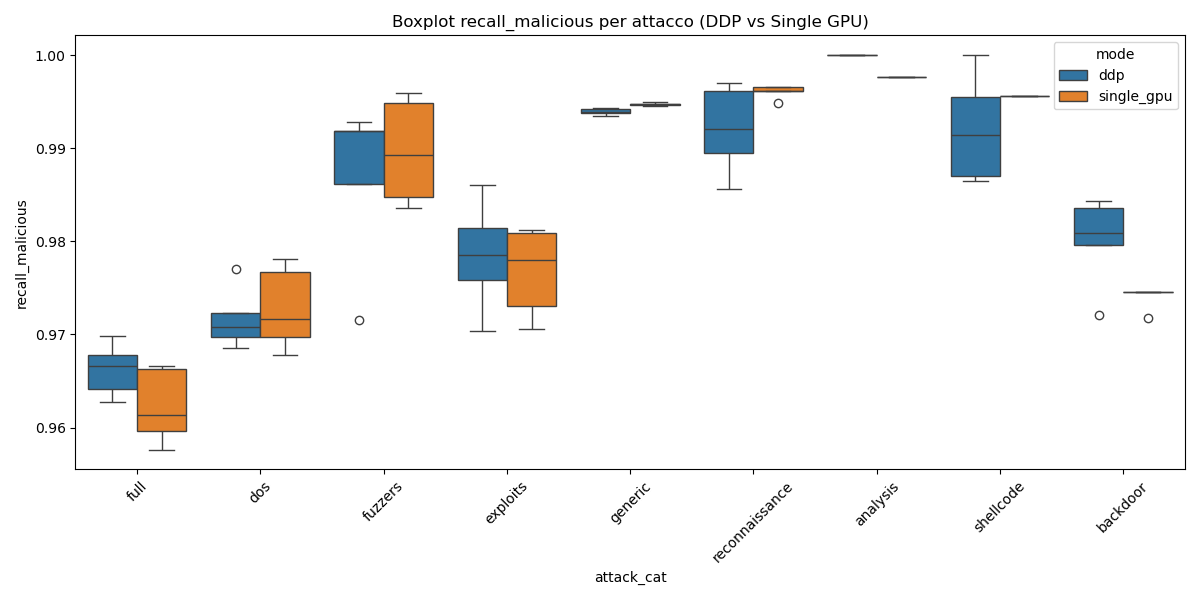 Boxplot recall_malicious per attacco (DDP vs Single GPU)
mode
ddp
single_gpu
recall_malicious
1.00
0.99
0.98
0.97
0.96
full
dos
fuzzers
exploits
generic
reconnaissance
analysis
shellcode
backdoor
attack_cat